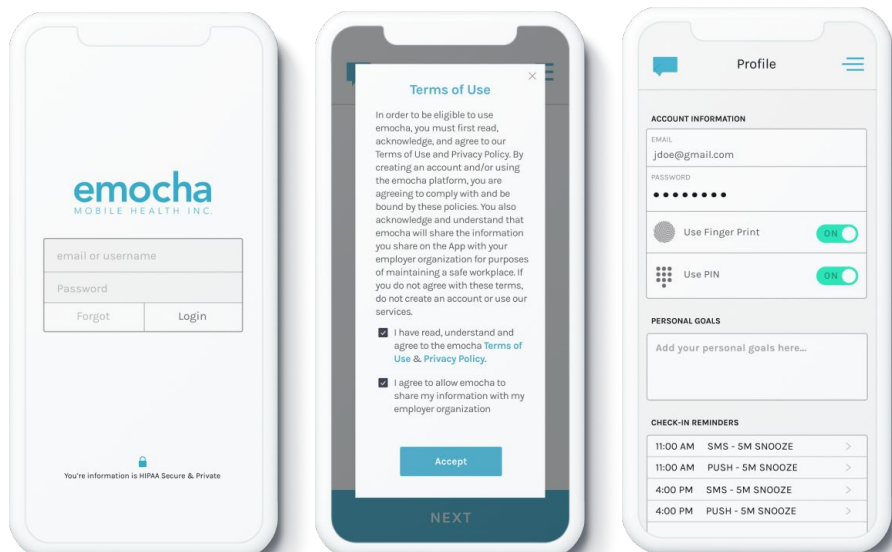 emocha
MOBILE HEALTH INC.
email or username
Password
Forgot
Login
You're information is HIPAA Secure & Private
Terms of Use
In order to be eligible to use
emocha, you must first read,
acknowledge, and agree to our
Terms of Use and Privacy Policy. By
creating an account and/or using
the emocha platform, you are
agreeing to comply with and be
bound by these policies. You also
acknowledge and understand that
emocha will share the information
you share on the App with your
employer organization for purposes
of maintaining a safe workplace. If
you do not agree with these terms,
do not create an account or use our
services.
I have read, understand and
agree to the emocha Terms of
Use & Privacy Policy.
I agree to allow emocha to
share my information with my
employer organization
Accept
NEXT
Profile
ACCOUNT INFORMATION
EMAIL
jdoe@gmail.com
PASSWORD
Use Finger Print
ON
Use PIN
ON
PERSONAL GOALS
Add your personal goals here...
CHECK-IN REMINDERS
11:00 AM SMS - 5M SNOOZE
11:00 AM PUSH - 5M SNOOZE
4:00 PM SMS - 5M SNOOZE
4:00 PM PUSH - 5M SNOOZE